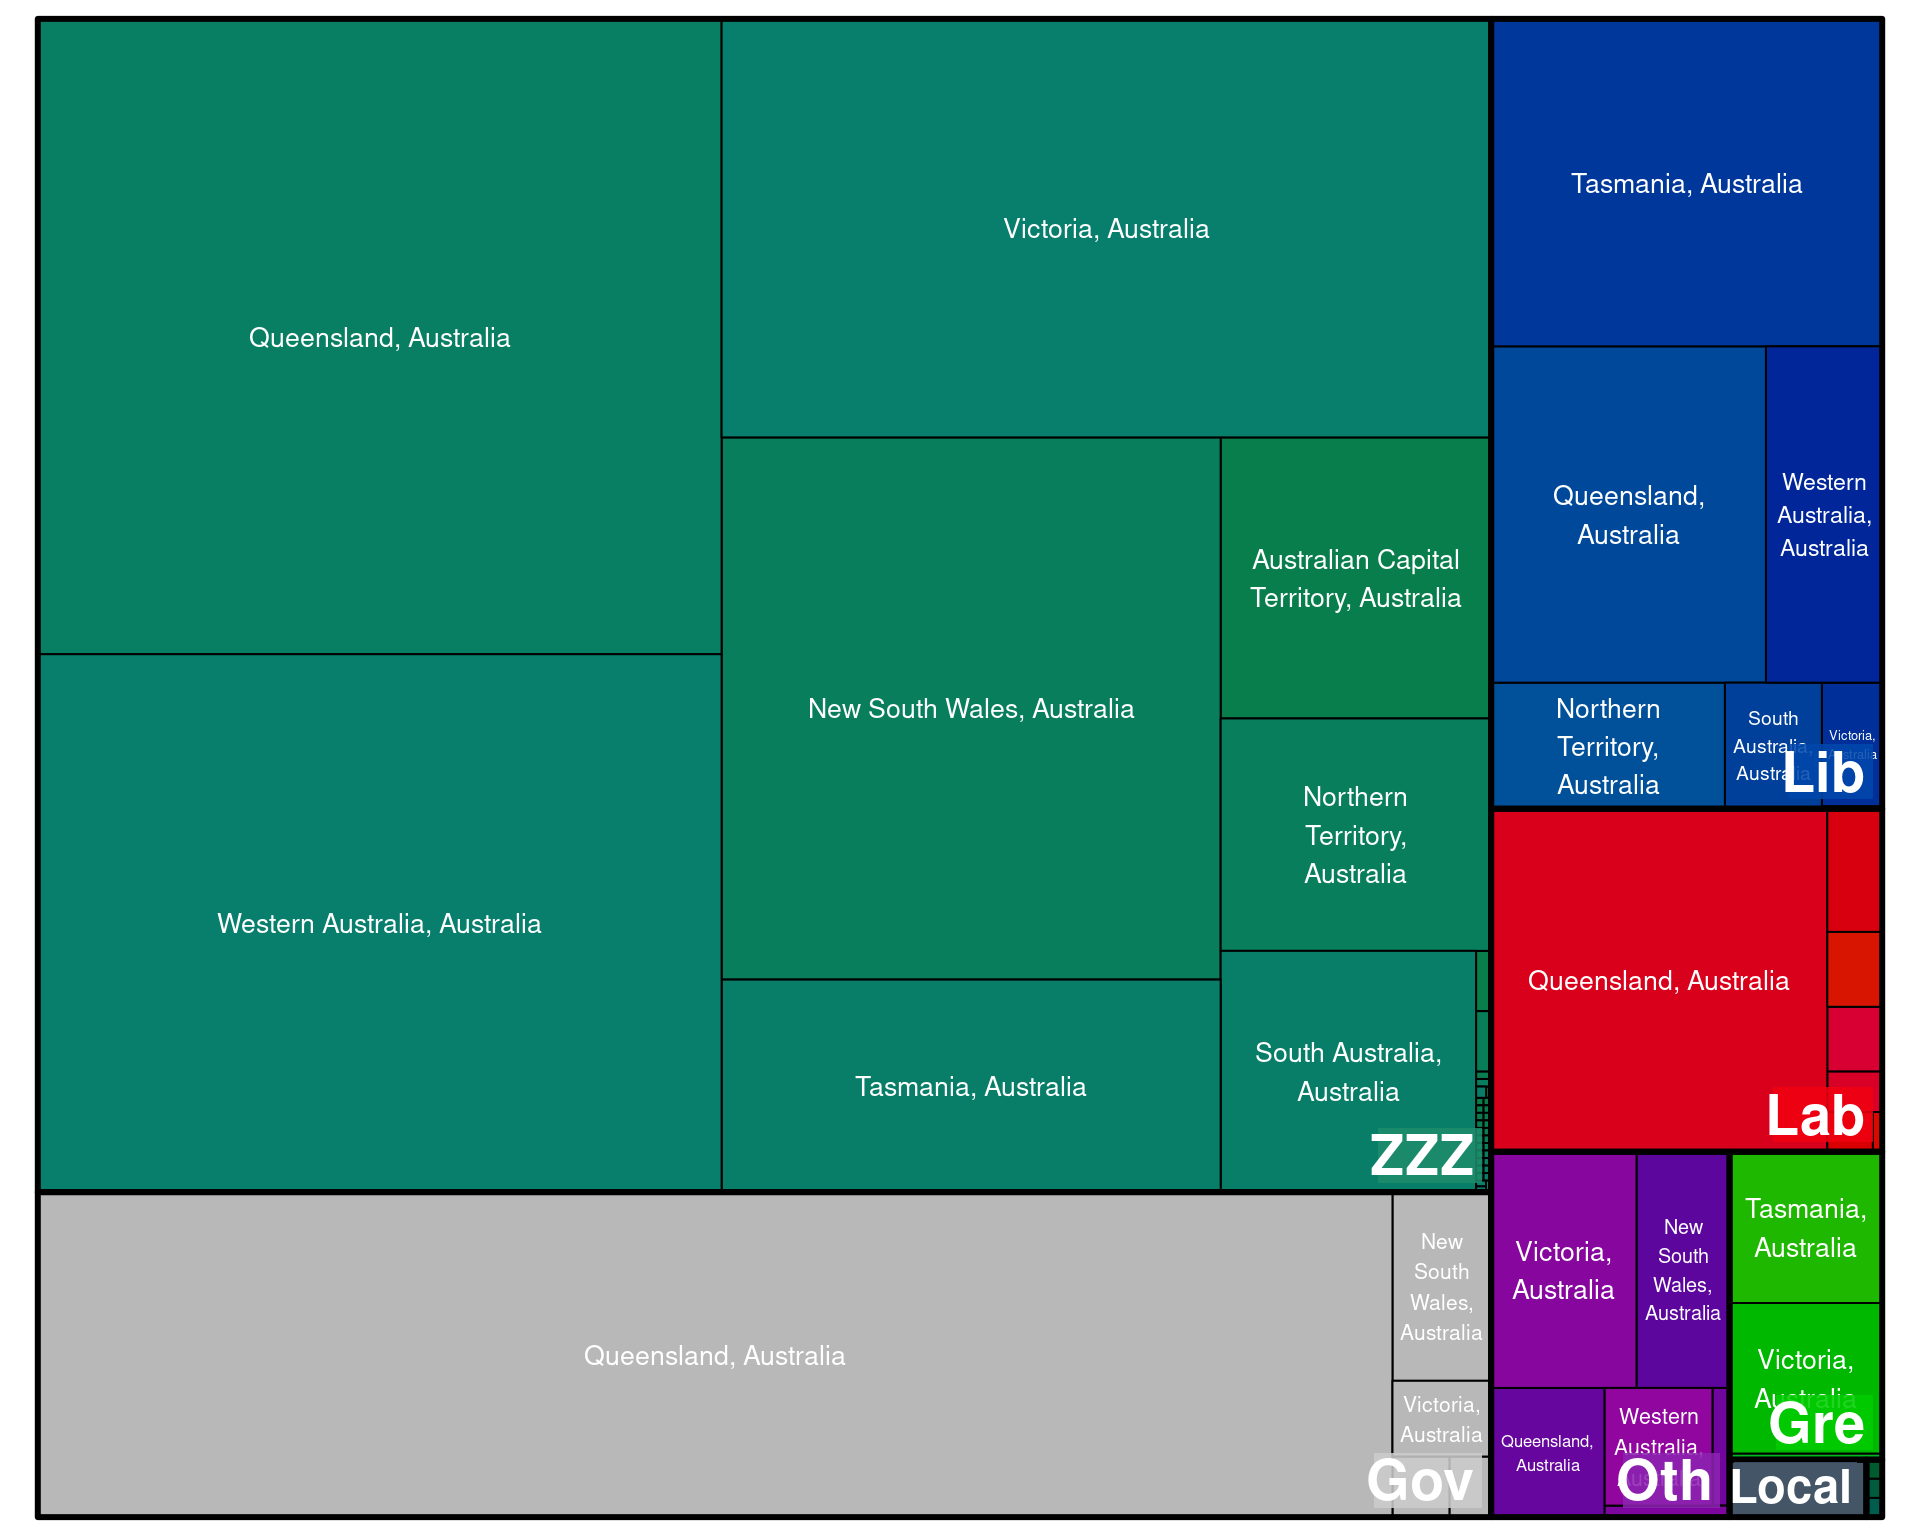 Queensland, Australia
Victoria, Australia
Western Australia, Australia
New South Wales, Australia
Australian Capital
Territory, Australia
Northern
Territory,
Australia
Tasmania, Australia
South Australia,
Australia
ZZZ
Queensland, Australia
New
South
Wales,
Australia
Victoria,
Australia
Gov
Tasmania, Australia
Queensland,
Australia
Western
Australia,
Australia
Northern
Territory,
Australia
South
Australia,
Australia
Victoria,
Australia
Lib
Queensland, Australia
Lab
Victoria,
Australia
New
South
Wales,
Australia
Queensland,
Australia
Western
Australia,
Oth
Tasmania,
Australia
Victoria,
Australia
Gre
Local